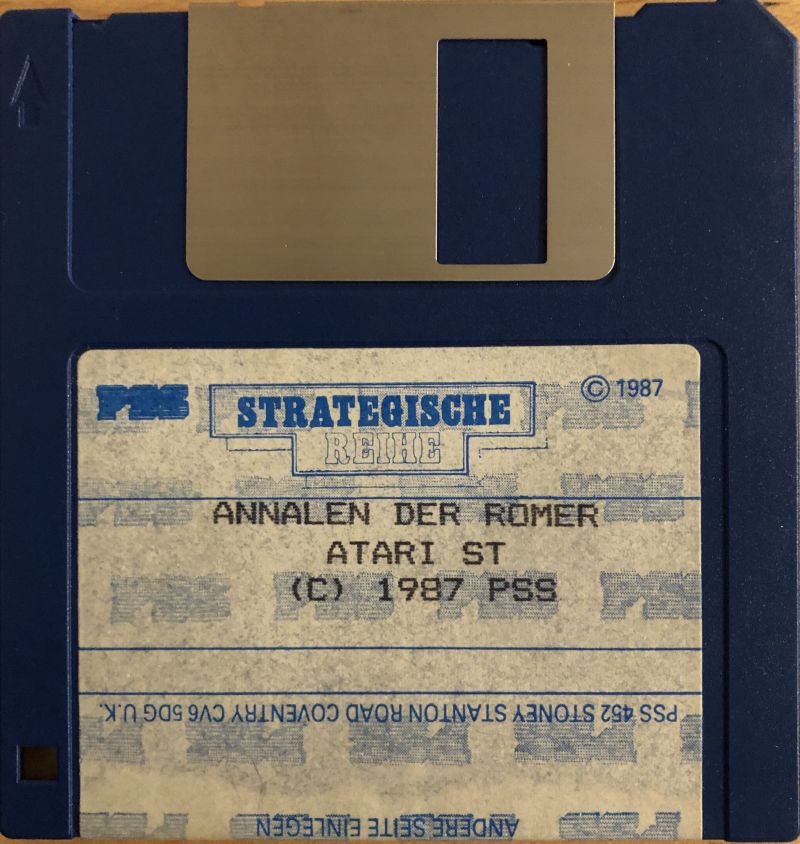 PSS STRATEGISCHE © 1987
REIHE
ANNALEN DER ROMER
ATARI ST
(C) 1987 PSS
PSS 452 STONEY STANTON ROAD COVENTRY CV6 5DG U.K.
ANDERE SEITE EINLEGEN